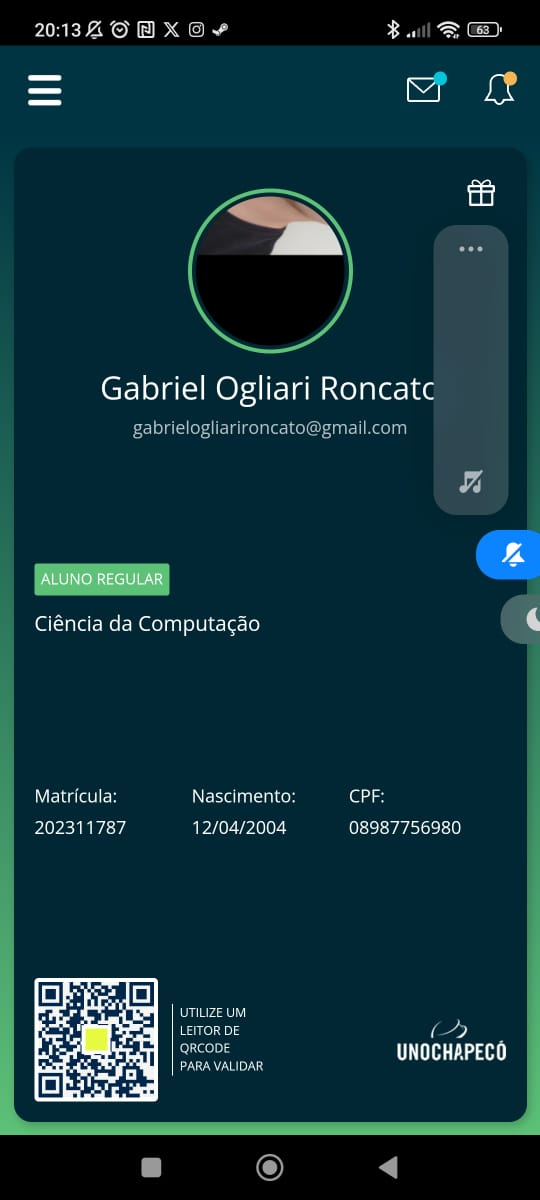 20:13
63
Gabriel Ogliari Roncato
gabrielogliarironcato@gmail.com
ALUNO REGULAR
Ciência da Computação
Matrícula:
Nascimento:
CPF:
202311787
12/04/2004
08987756980
UTILIZE UM
LEITOR DE
QRCODE
PARA VALIDAR
UNOCHAPECÓ